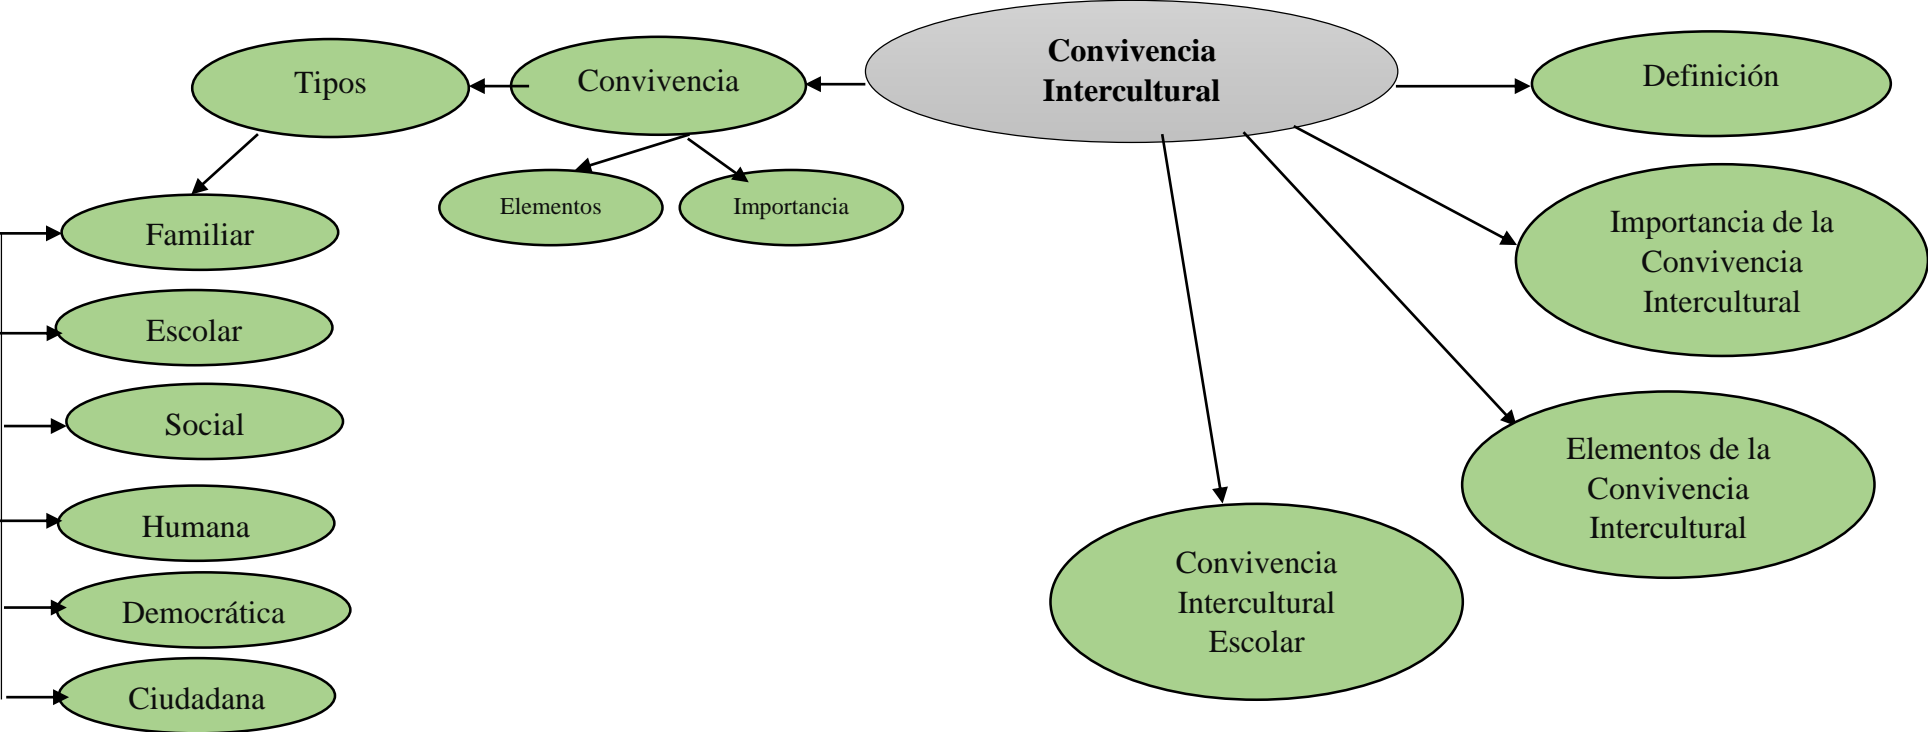 Convivencia
Intercultural
Definición
Convivencia
Tipos
Elementos
Importancia
Importancia de la
Convivencia
Intercultural
Familiar
Escolar
Social
Humana
Democrática
Ciudadana
Elementos de la
Convivencia
Intercultural
Convivencia
Intercultural
Escolar